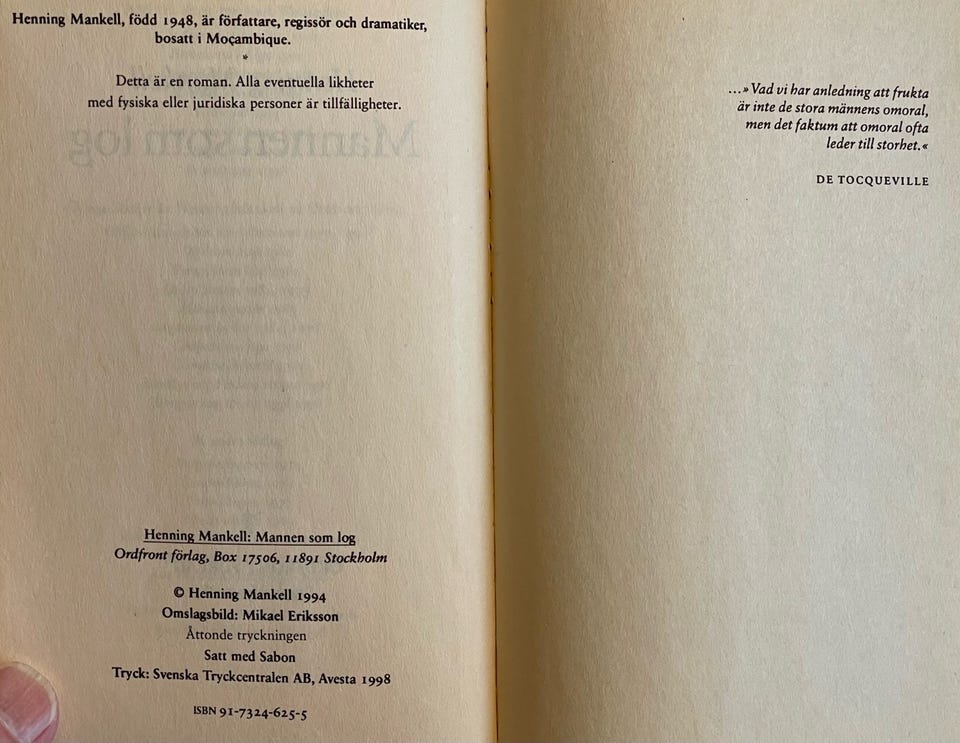 Henning Mankell, född 1948, är författare, regissör och dramatiker,
bosatt i Moçambique.
*
Detta är en roman. Alla eventuella likheter
med fysiska eller juridiska personer är tillfälligheter.
Mannen som log
Henning Mankell: Mannen som log
Ordfront förlag, Box 17506, 11891 Stockholm
© Henning Mankell 1994
Omslagsbild: Mikael Eriksson
Åttonde tryckningen
Satt med Sabon
Tryck: Svenska Tryckcentralen AB, Avesta 1998
ISBN 91-7324-625-5
…» Vad vi har anledning att frukta
är inte de stora männens omoral,
men det faktum att omoral ofta
leder till storhet.«
DE TOCQUEVILLE